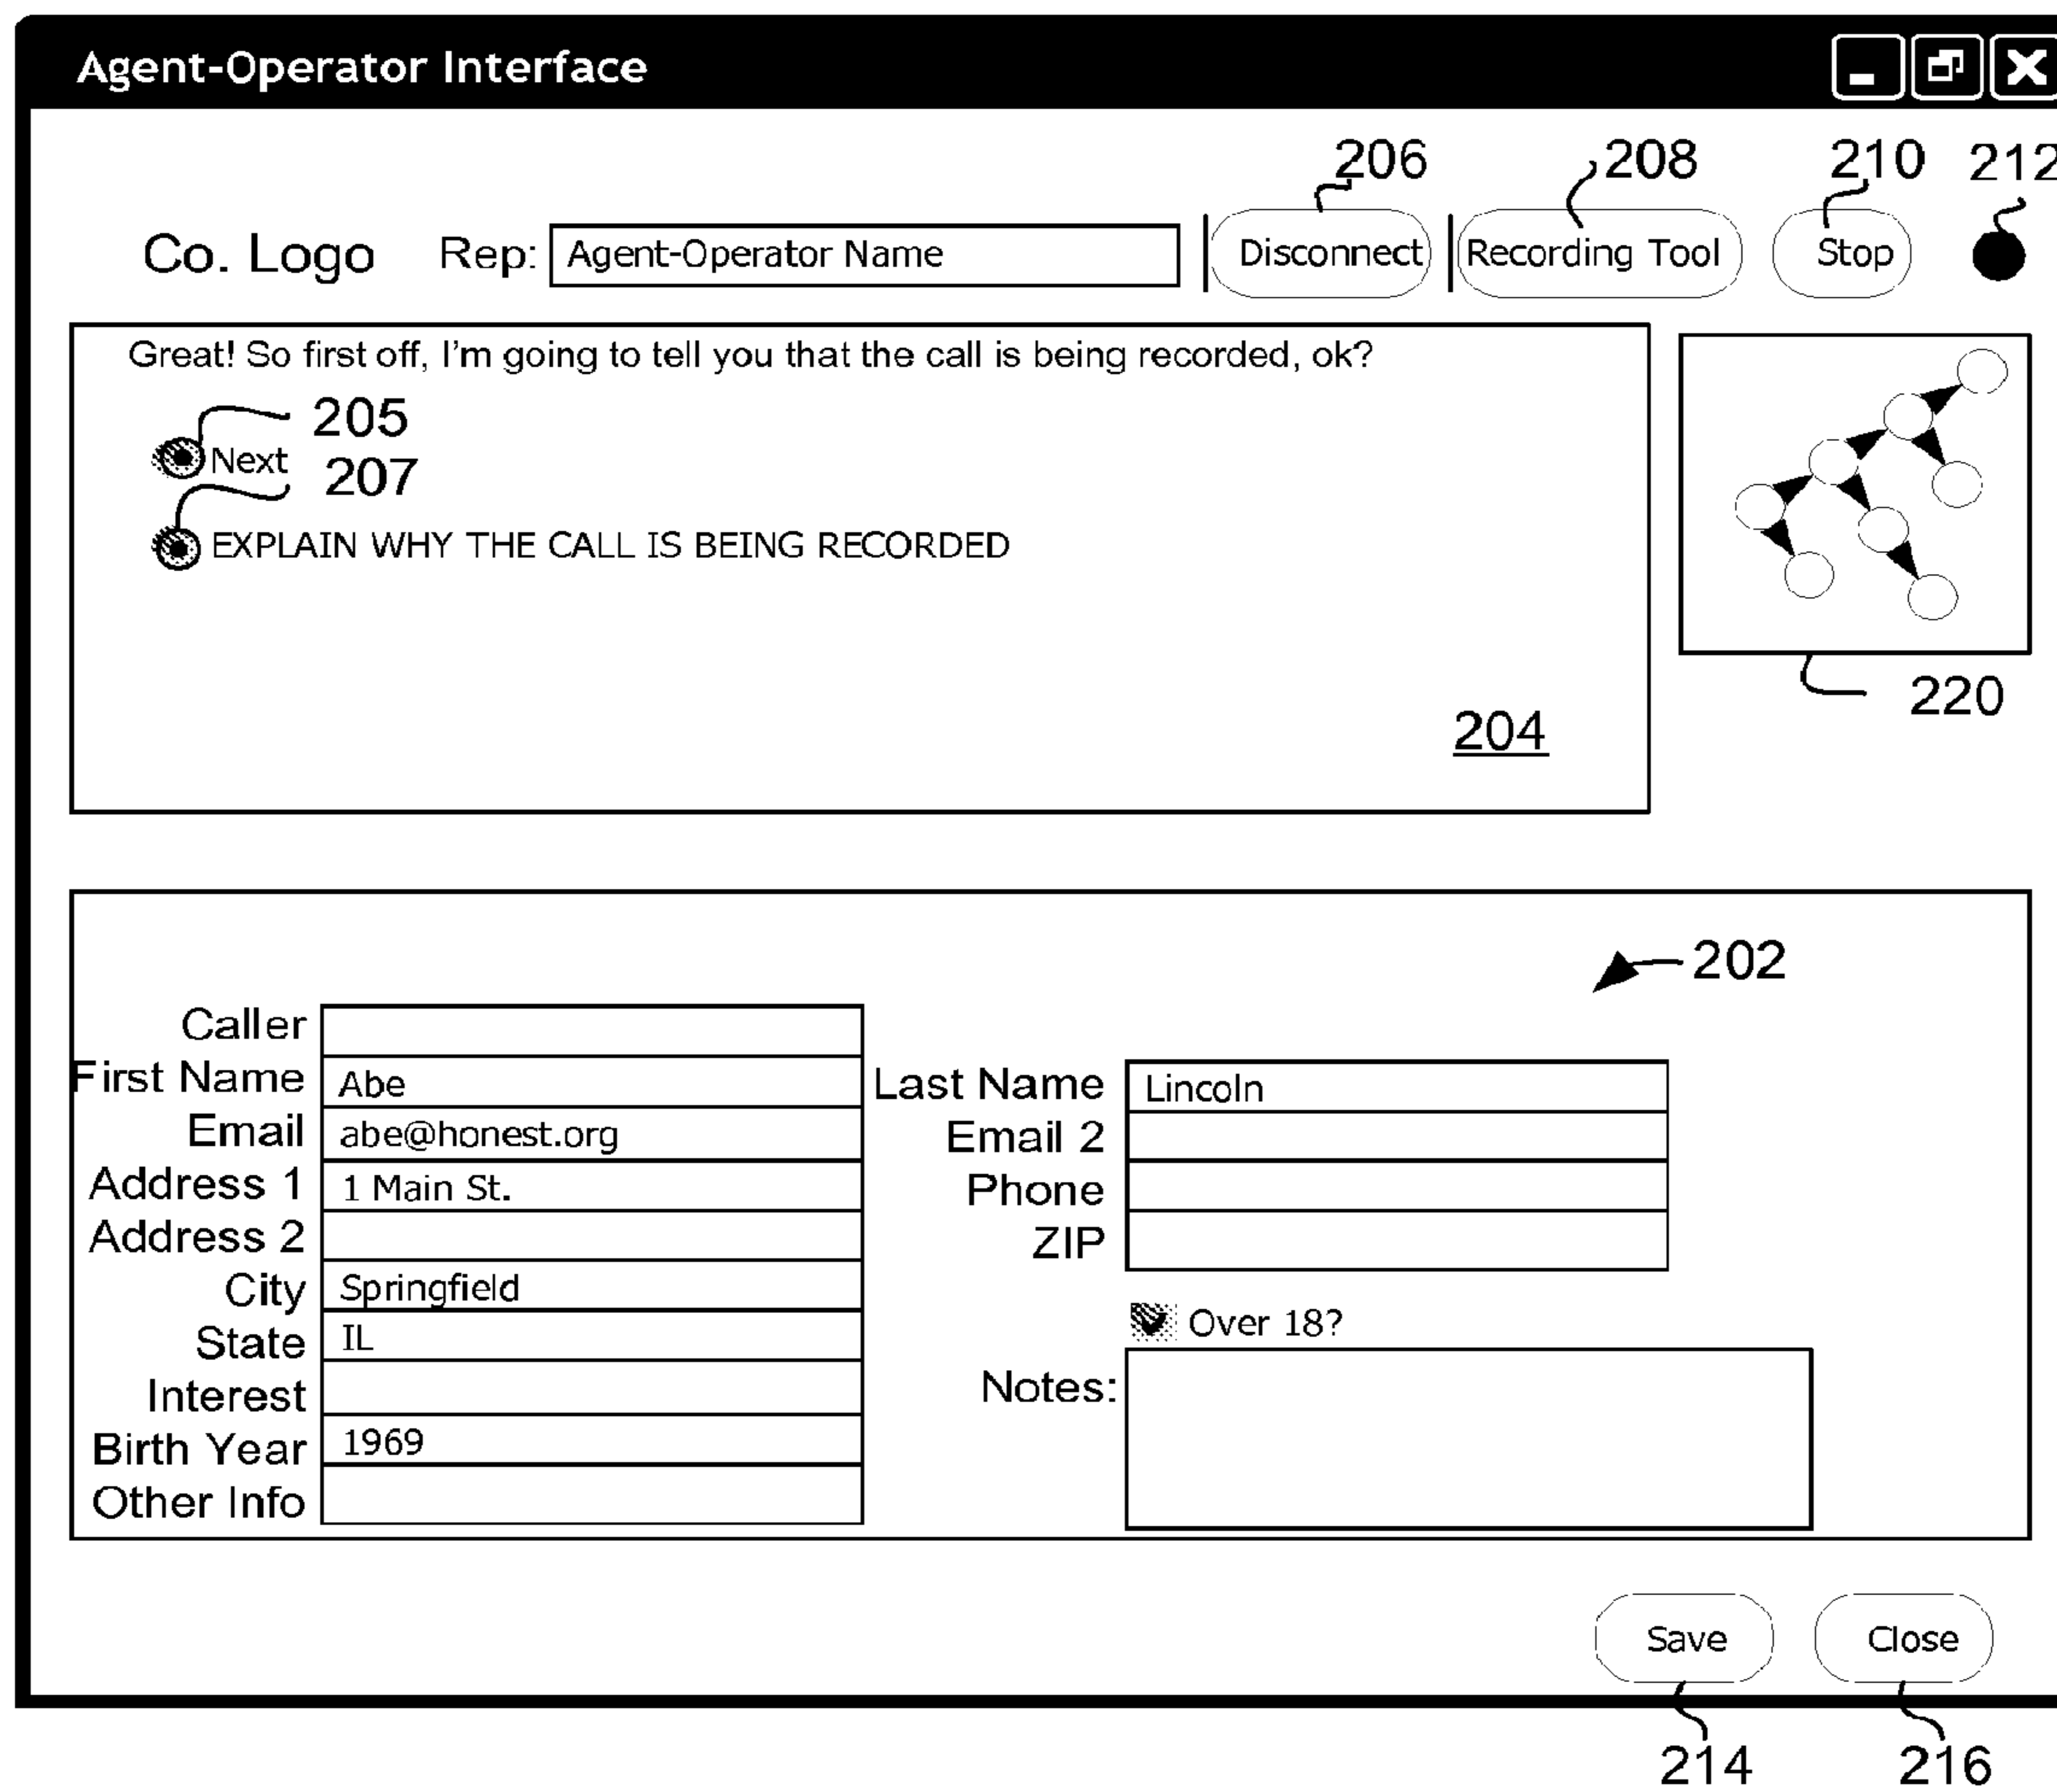 Agent-Operator Interface
206 208 210 212
Co. Logo Rep: Agent-Operator Name Disconnect Recording Tool Stop
Great! So first off, I'm going to tell you that the call is being recorded, ok?
205
Next
207
EXPLAIN WHY THE CALL IS BEING RECORDED
204
220
202
Caller
First Name Abe
Email abe@honest.org
Address 1 1 Main St.
Address 2
City Springfield
State IL
Interest
Birth Year 1969
Other Info
Last Name Lincoln
Email 2
Phone
ZIP
Over 18?
Notes:
Save Close
214 216